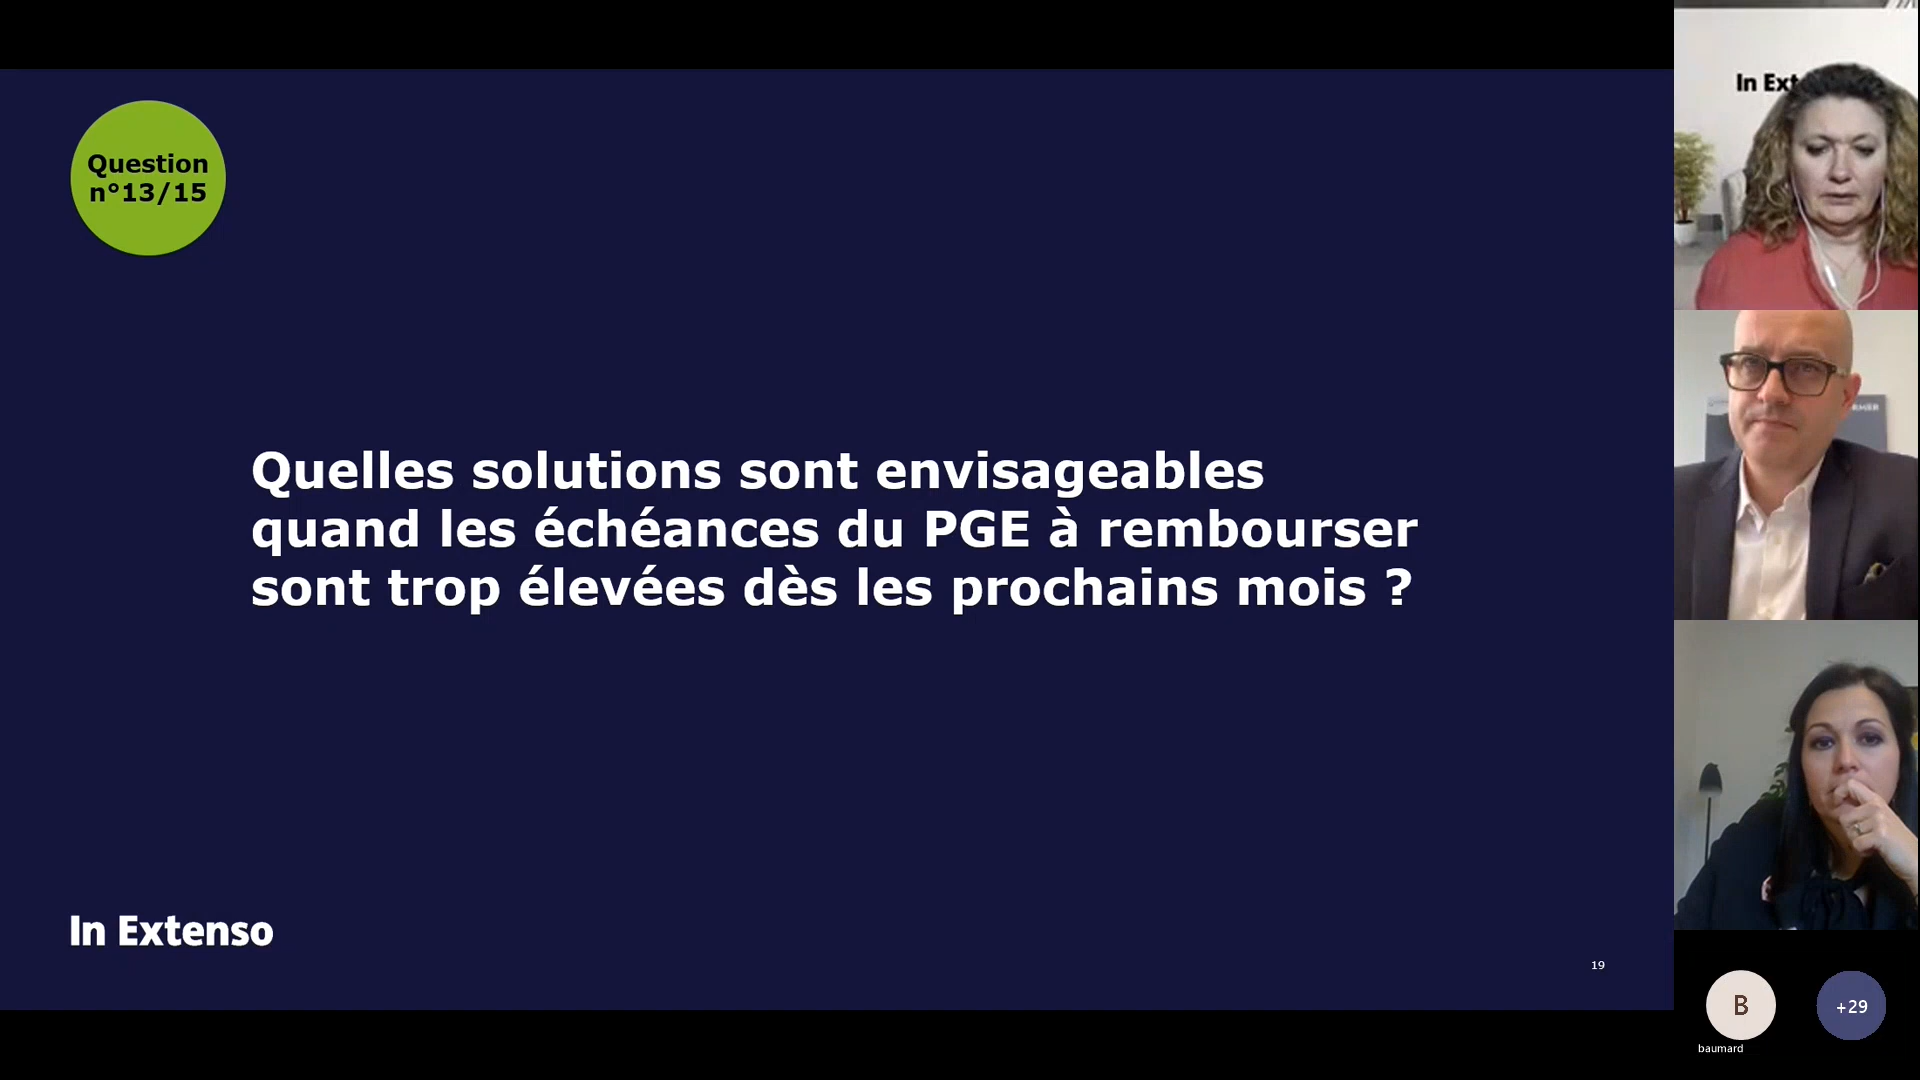 Question
n°13/15
Quelles solutions sont envisageables
quand les échéances du PGE à rembourser
sont trop élevées dès les prochains mois ?
In Extenso
19
In Ext
B
+29
baumard